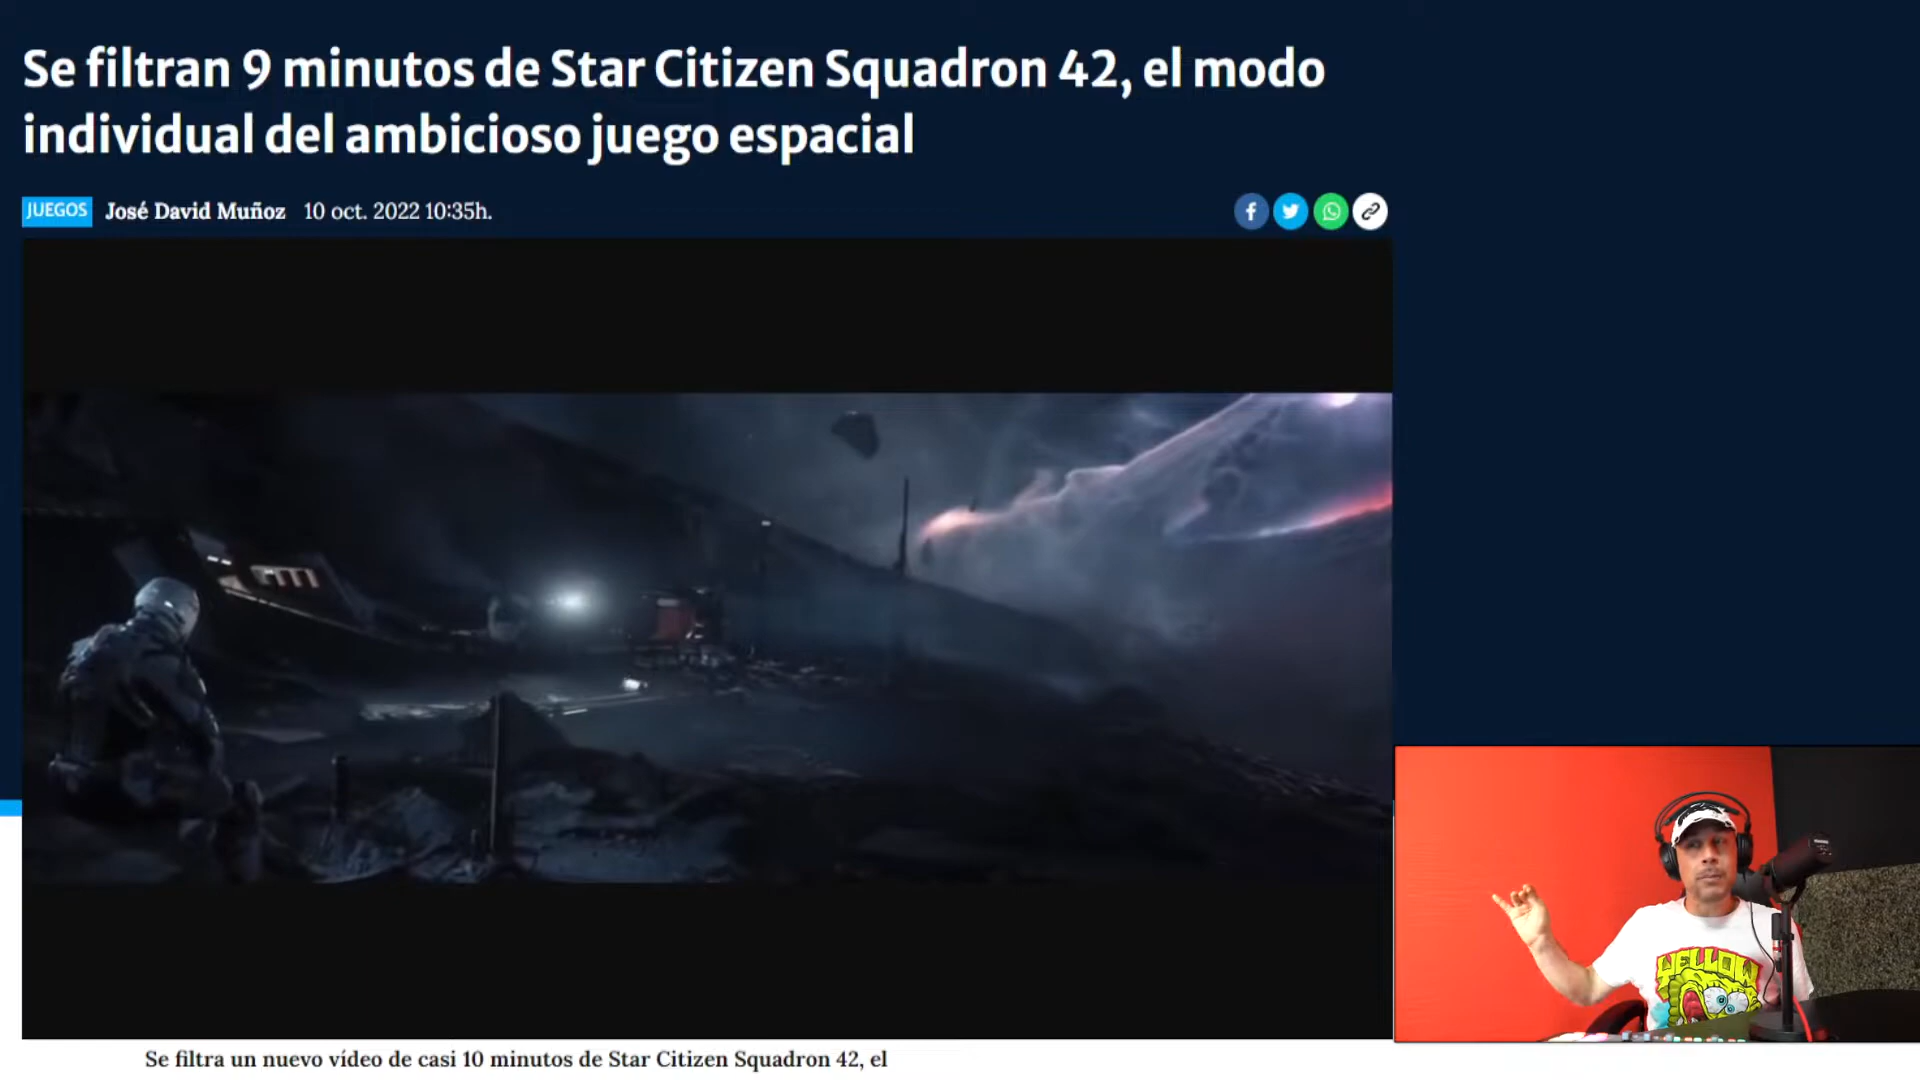 Se filtran 9 minutos de Star Citizen Squadron 42, el modo
individual del ambicioso juego espacial
JUEGOS José David Muñoz 10 oct. 2022 10:35h.
YELLOW
Se filtra un nuevo vídeo de casi 10 minutos de Star Citizen Squadron 42, el